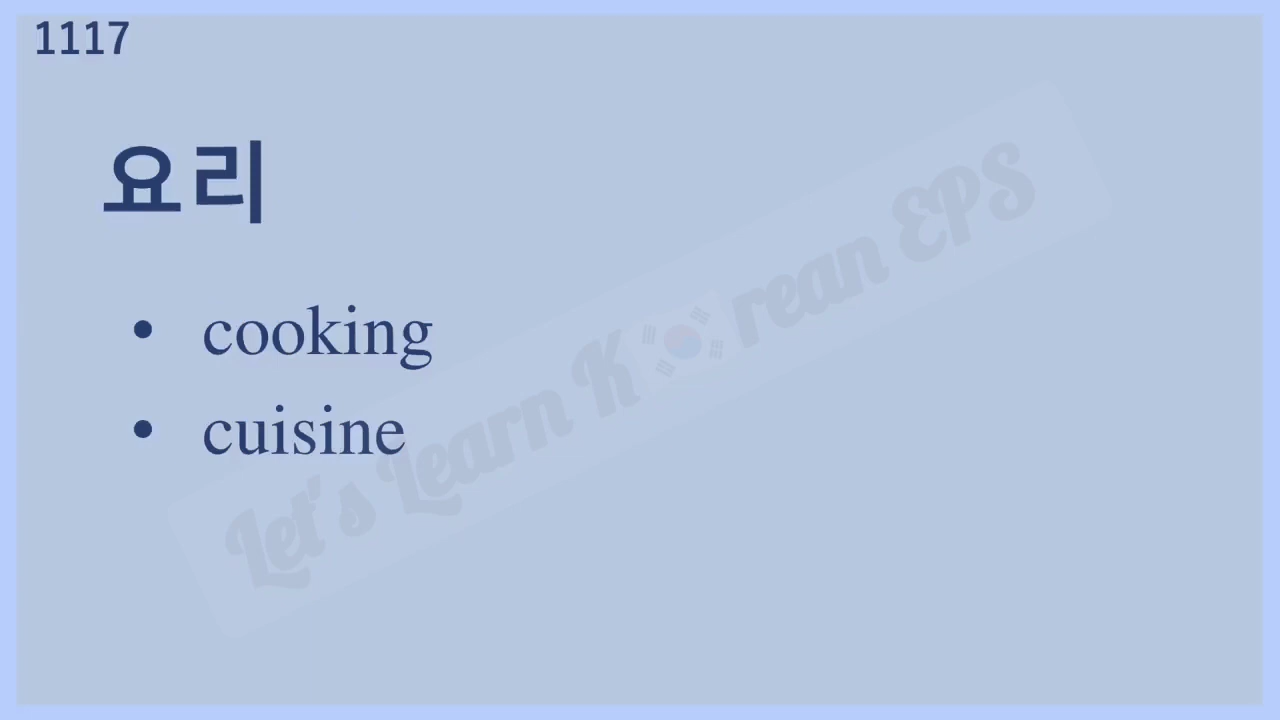 1117
요리
• cooking
• cuisine
Let's Learn Korean EPS